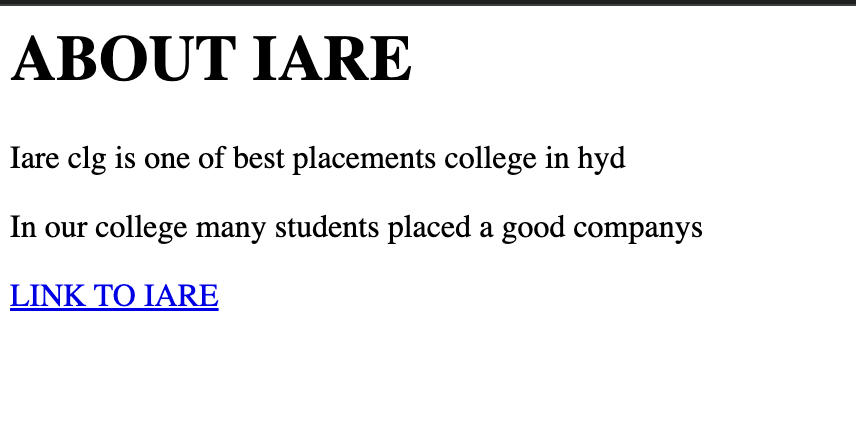 ABOUT IARE
Iare clg is one of best placements college in hyd
In our college many students placed a good companys
LINK TO IARE